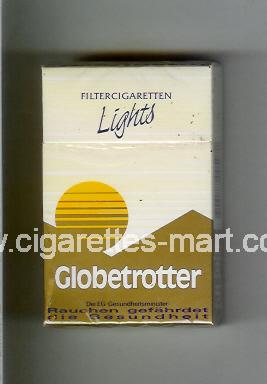 FILTERCIGARETTEN
Lights
www.cigarettes-mart.com
Globetrotter
Die EG-Gesundheitsminister:
Rauchen gefährdet
die Gesundheit